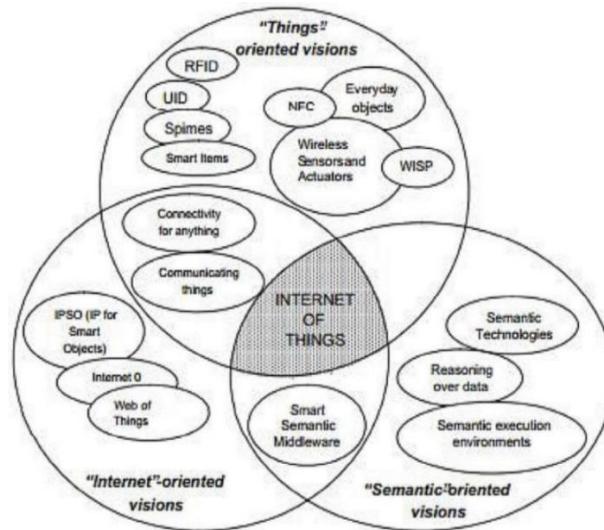 "Things"
oriented visions
RFID
UID
Spimes
Smart Items
NFC
Everyday
objects
Wireless
Sensors and
Actuators
WISP
Connectivity
for anything
Communicating
things
INTERNET
OF
THINGS
IPSO (IP for
Smart
Objects)
Internet 0
Web of
Things
Semantic
Technologies
Reasoning
over data
Semantic execution
environments
Smart
Semantic
Middleware
"Internet"-oriented
visions
"Semantic"-oriented
visions